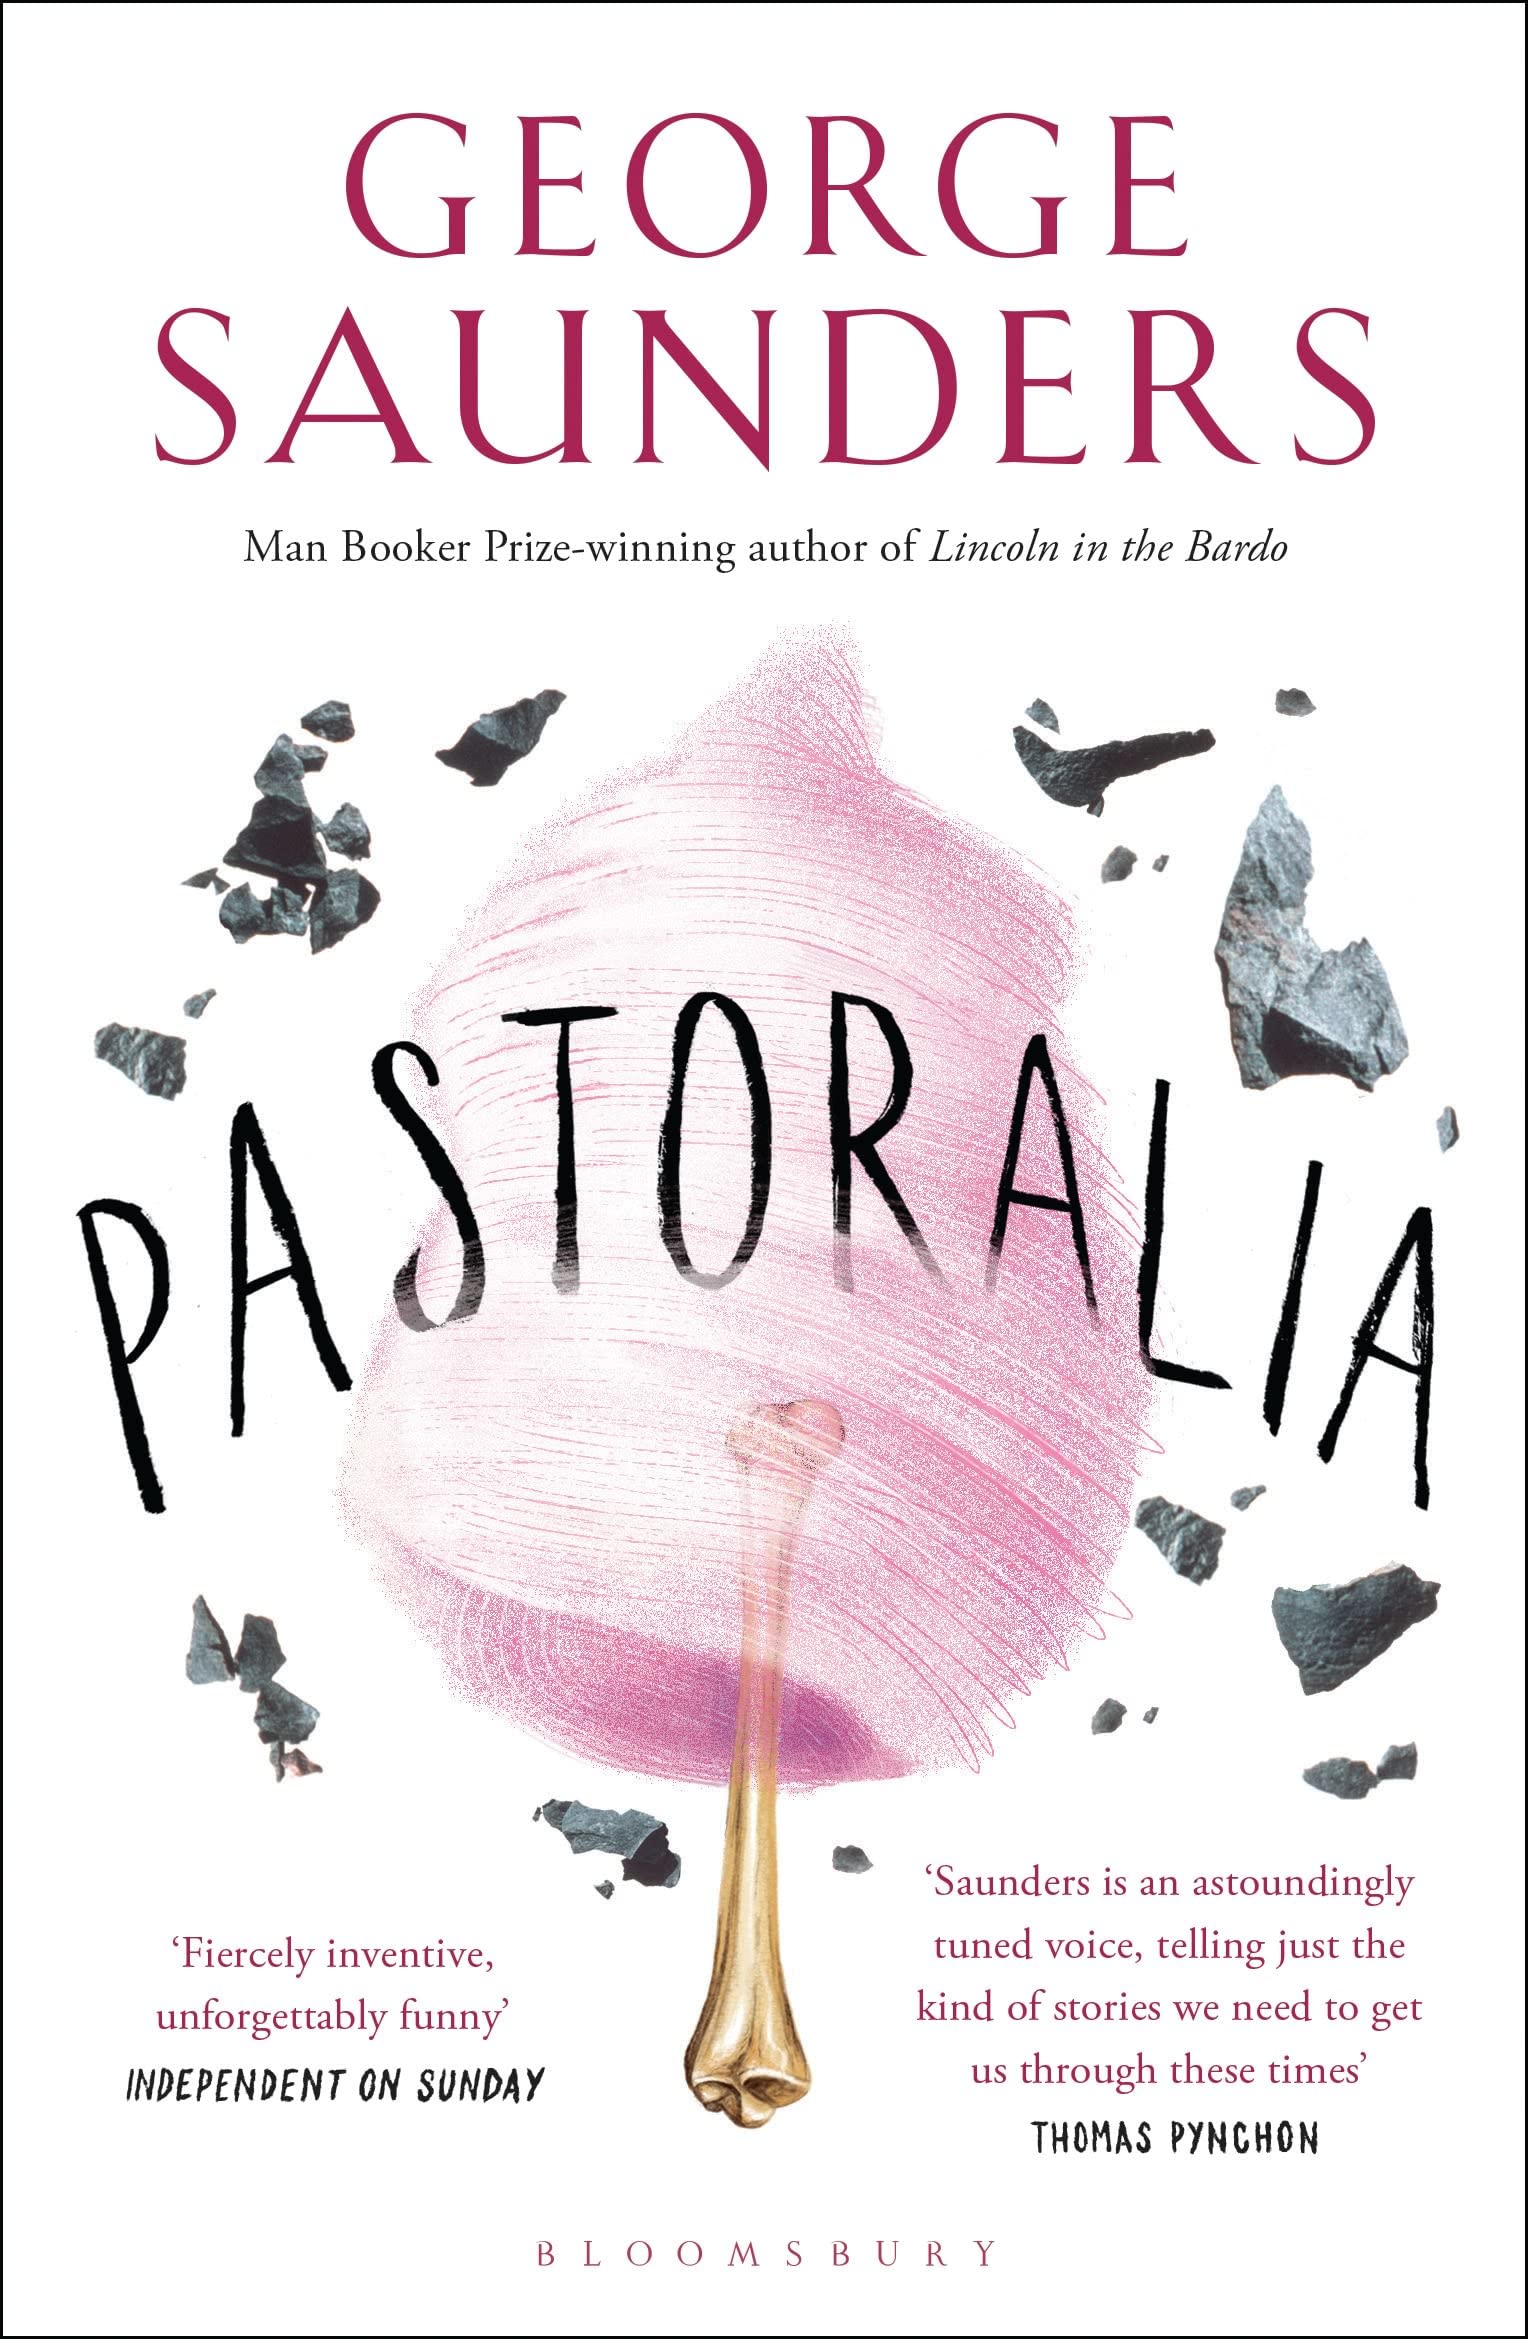 GEORGE
SAUNDERS
Man Booker Prize-winning author of Lincoln in the Bardo
PASTORALIA
‘Fiercely inventive,
unforgettably funny’
INDEPENDENT ON SUNDAY
‘Saunders is an astoundingly
tuned voice, telling just the
kind of stories we need to get
us through these times’
THOMAS PYNCHON
BLOOMSBURY